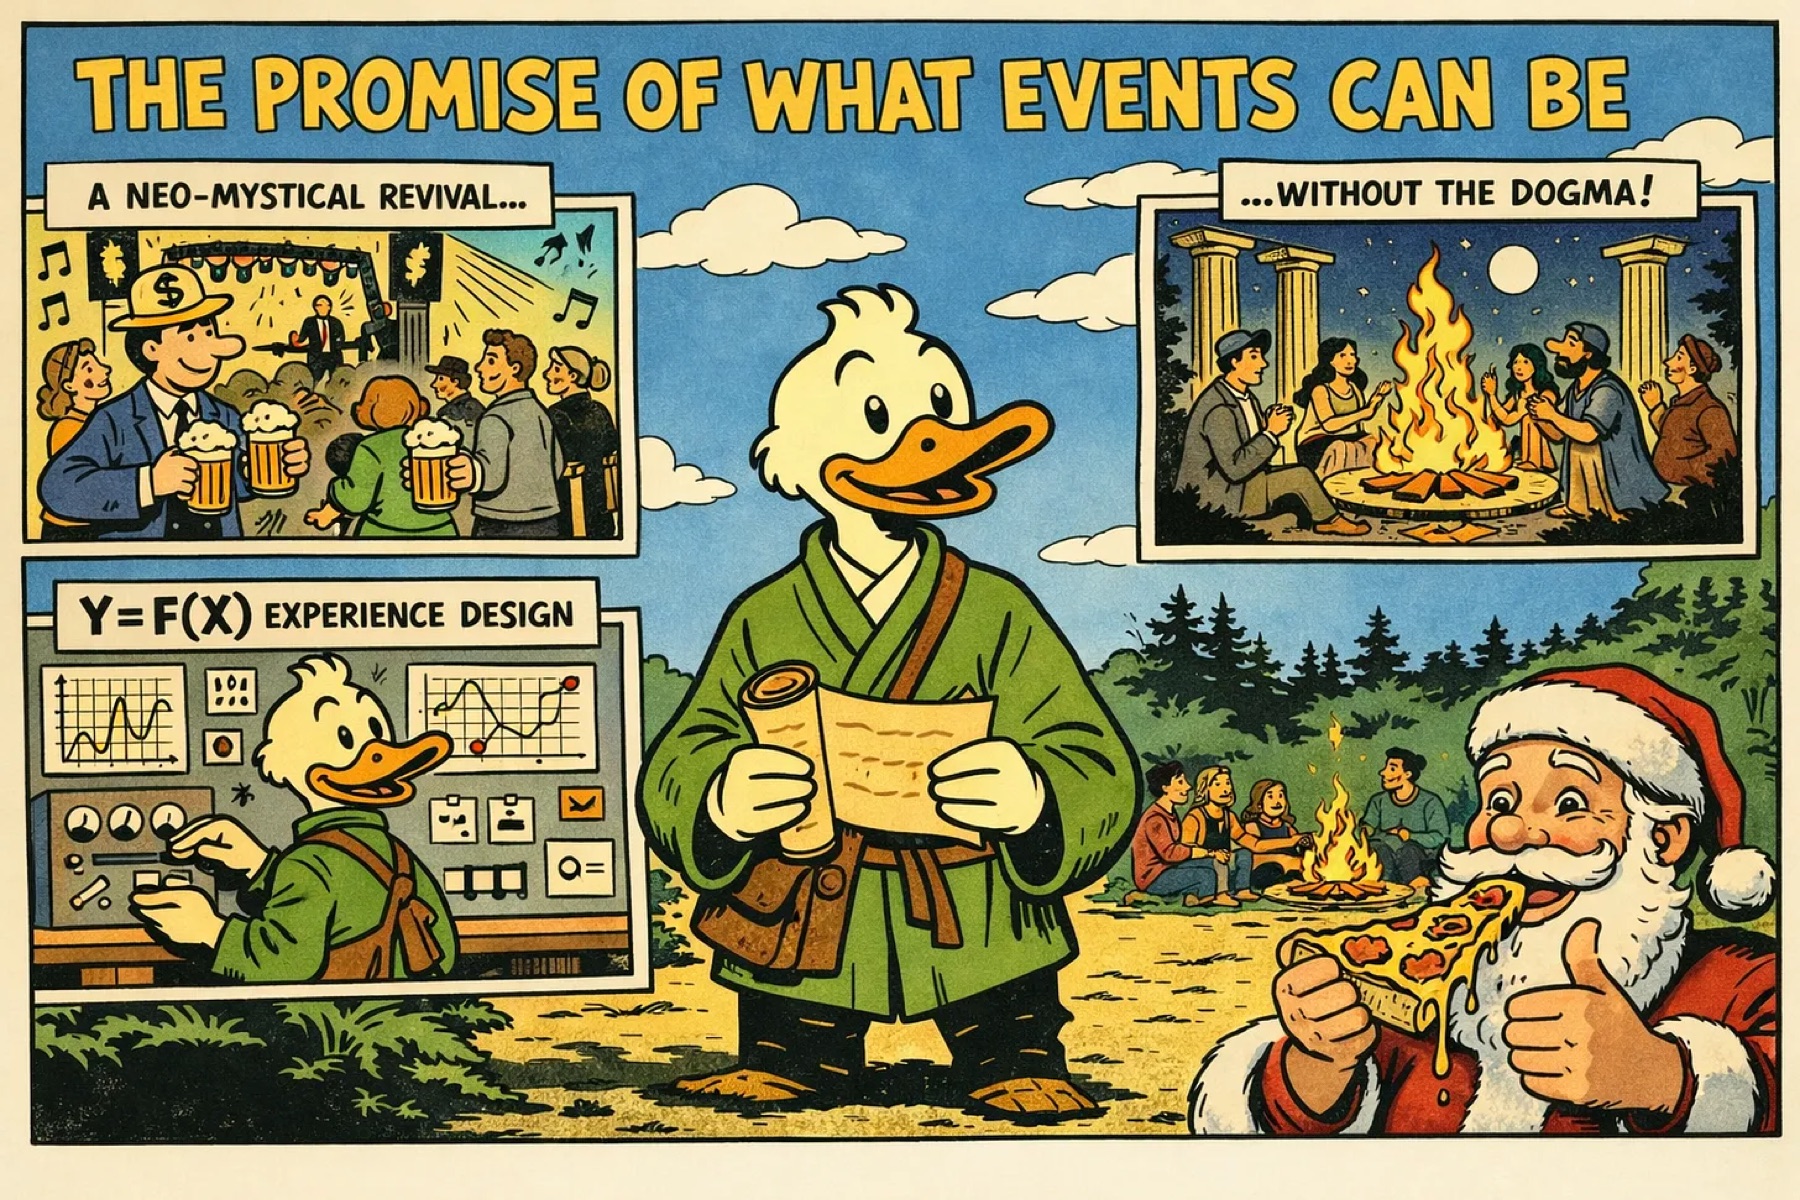 THE PROMISE OF WHAT EVENTS CAN BE
A NEO-MYSTICAL REVIVAL...
...WITHOUT THE DOGMA!
$
$
Y=F(X) EXPERIENCE DESIGN
Q=